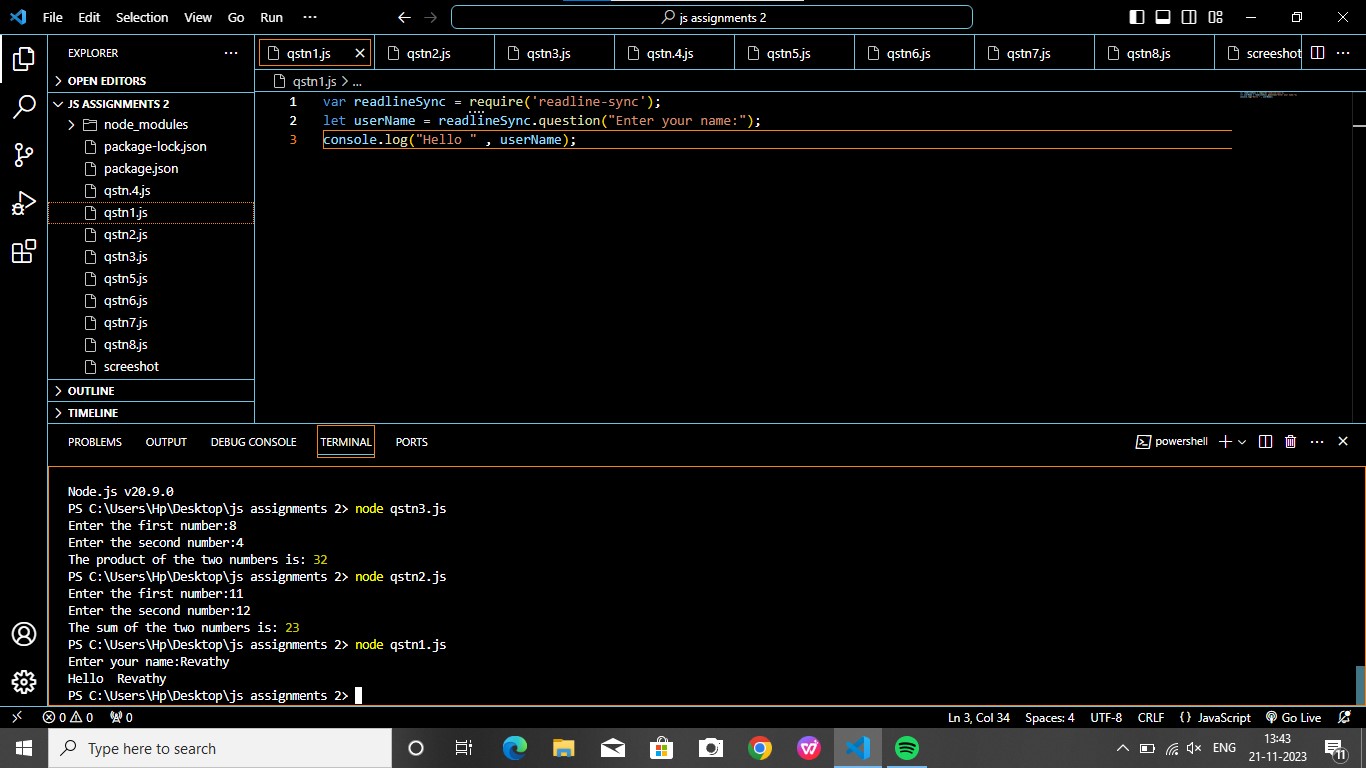 File Edit Selection View Go Run ··· js assignments 2
EXPLORER ···
OPEN EDITORS
JS ASSIGNMENTS 2
node_modules
package-lock.json
package.json
qstn.4.js
qstn1.js
qstn2.js
qstn3.js
qstn5.js
qstn6.js
qstn7.js
qstn8.js
screeshot
OUTLINE
TIMELINE
qstn1.js qstn2.js qstn3.js qstn.4.js qstn5.js qstn6.js qstn7.js qstn8.js screeshot ···
qstn1.js > ...
1 var readlineSync = require('readline-sync');
2 let userName = readlineSync.question("Enter your name:");
3 console.log("Hello " , userName);
PROBLEMS OUTPUT DEBUG CONSOLE TERMINAL PORTS powershell ···
Node.js v20.9.0
PS C:\Users\Hp\Desktop\js assignments 2> node qstn3.js
Enter the first number:8
Enter the second number:4
The product of the two numbers is: 32
PS C:\Users\Hp\Desktop\js assignments 2> node qstn2.js
Enter the first number:11
Enter the second number:12
The sum of the two numbers is: 23
PS C:\Users\Hp\Desktop\js assignments 2> node qstn1.js
Enter your name:Revathy
Hello  Revathy
PS C:\Users\Hp\Desktop\js assignments 2>
0 0 0 Ln 3, Col 34 Spaces: 4 UTF-8 CRLF {} JavaScript Go Live
Type here to search ENG 13:43
21-11-2023 11